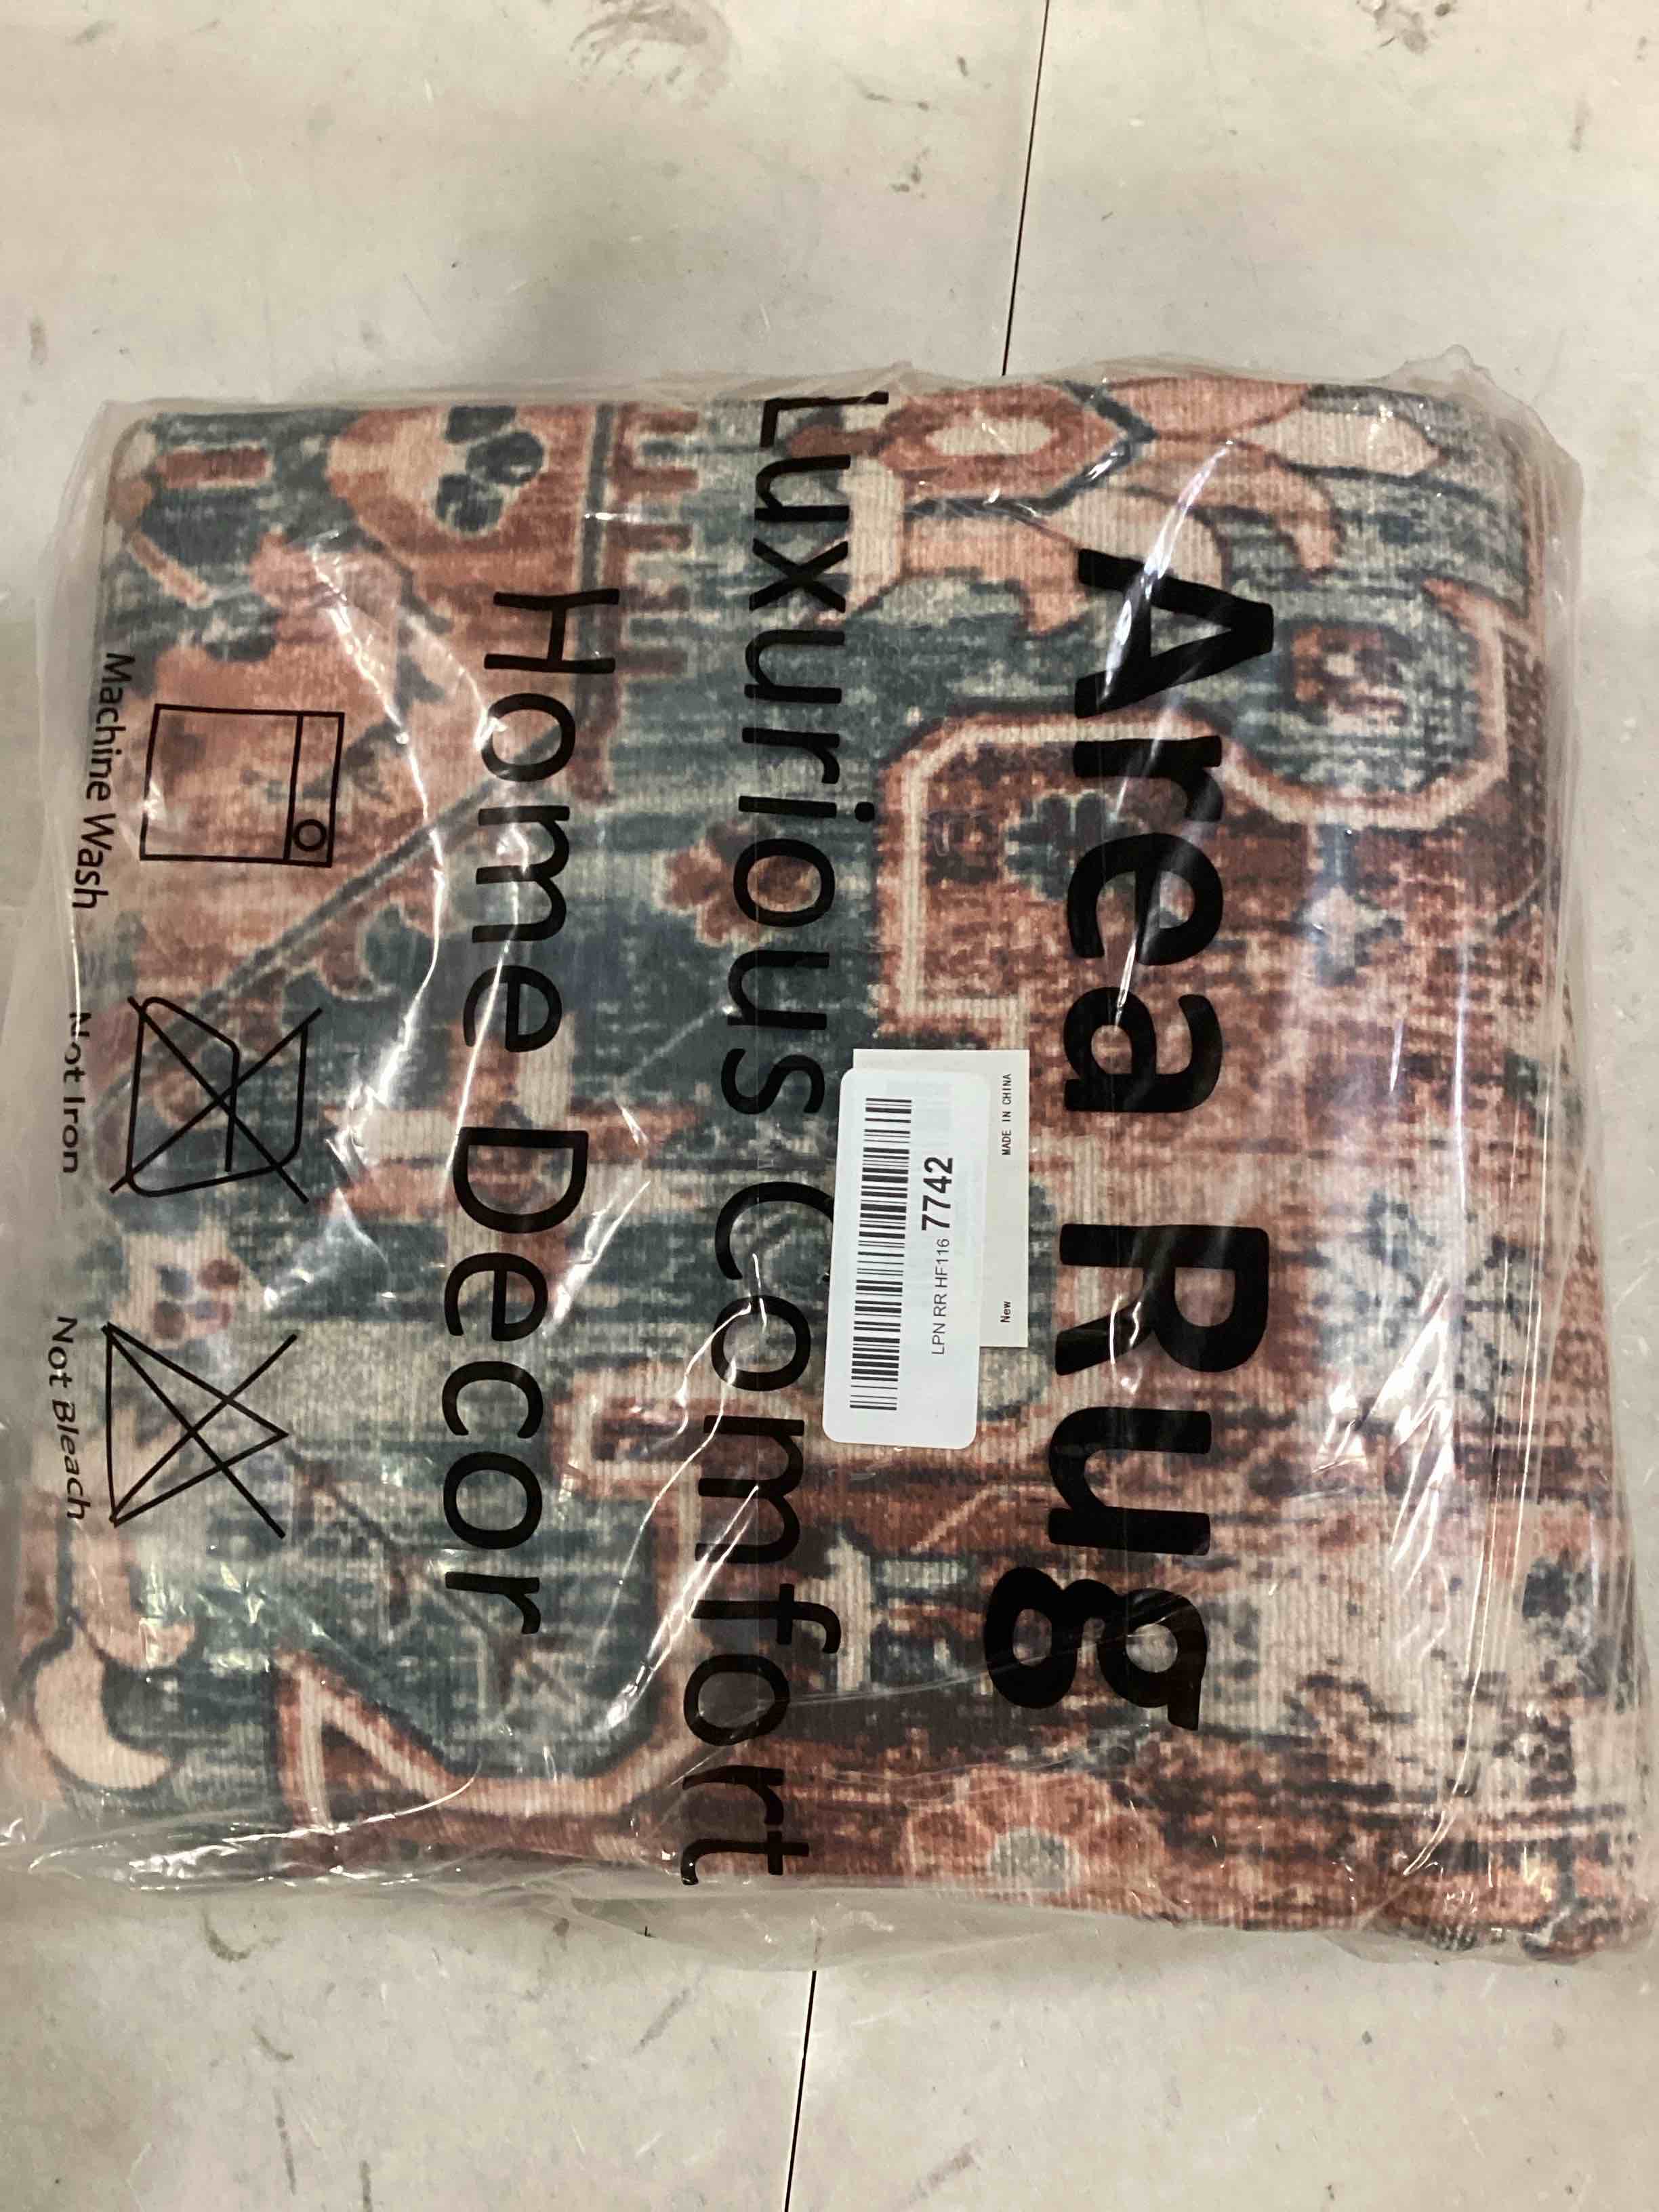 Area Rug
Luxurious Comfort
Home Decor
Machine Wash
Not Iron
Not Bleach
MADE IN CHINA
New
LPN RR HF116 7742